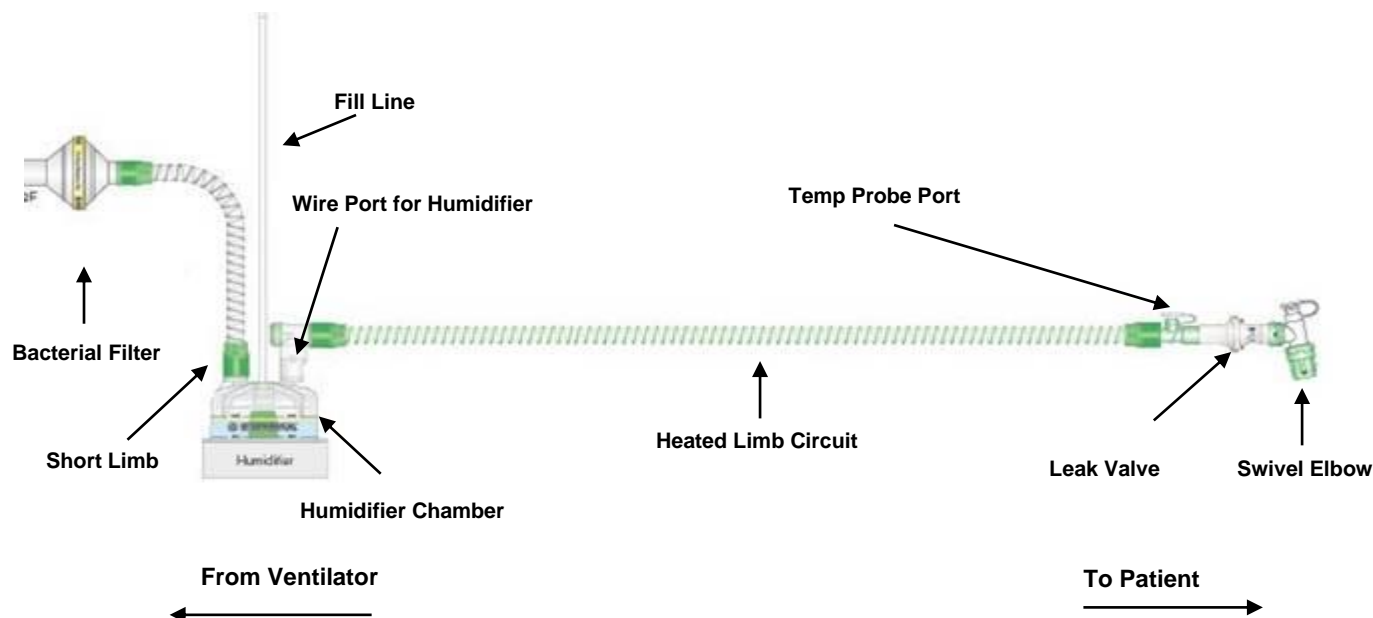 Fill Line
Wire Port for Humidifier
Temp Probe Port
Bacterial Filter
Heated Limb Circuit
Short Limb
Leak Valve
Swivel Elbow
Humidifier
Humidifier Chamber
From Ventilator
To Patient